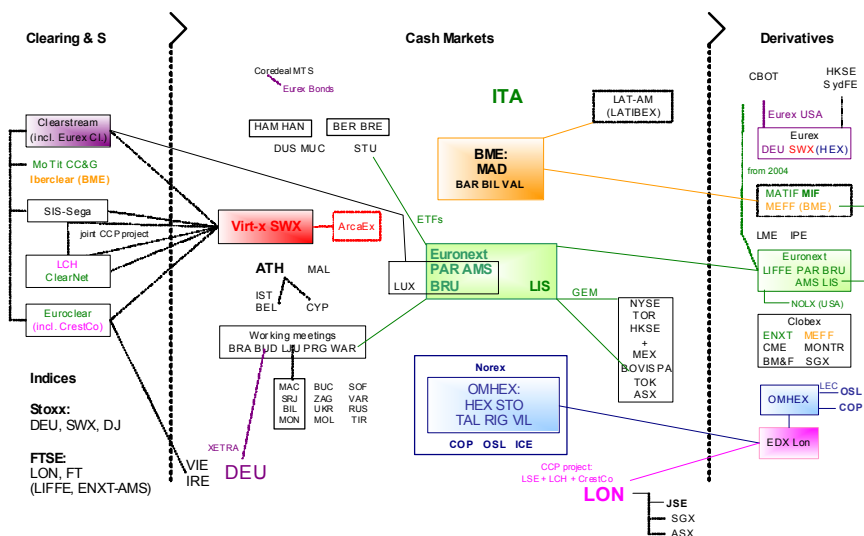 Clearing & S
Cash Markets
Derivatives
Coredeal MTS
Eurex Bonds
ITA
LAT-AM
(LATIBEX)
CBOT
HKSE
SydFE
Clearstream
(incl. Eurex Cl.)
HAM HAN
BER BRE
DUS MUC
STU
Eurex USA
Eurex
DEU SWX (HEX)
MoTit CC&G
Iberclear (BME)
BME:
MAD
BAR BIL VAL
from 2004
MATIF MIF
MEFF (BME)
SIS-Sega
joint CCP project
Virt-x SWX
ArcaEx
ETFs
LME IPE
LCH
ClearNet
ATH
MAL
IST
BEL
CYP
LUX
Euronext
PAR AMS
BRU
LIS
GEM
Euronext
LIFFE PAR BRU
AMS LIS
NOLX (USA)
Euroclear
(incl. CrestCo)
Working meetings
BRA BUD LJU PRG WAR
NYSE
TOR
HKSE
+
MEX
BOVISPA
TOK
ASX
Clobex
ENXT MEFF
CME MONTR
BM&F SGX
Indices
Stoxx:
DEU, SWX, DJ
FTSE:
LON, FT
(LIFFE, ENXT-AMS)
MAC BUC SOF
SRJ ZAG VAR
BIL UKR RUS
MON MOL TIR
Norex
OMHEX:
HEX STO
TAL RIG VIL
COP OSL ICE
OMHEX
LEC
OSL
COP
EDX Lon
XETRA
VIE
IRE
DEU
CCP project:
LSE + LCH + CrestCo
LON
JSE
SGX
ASX